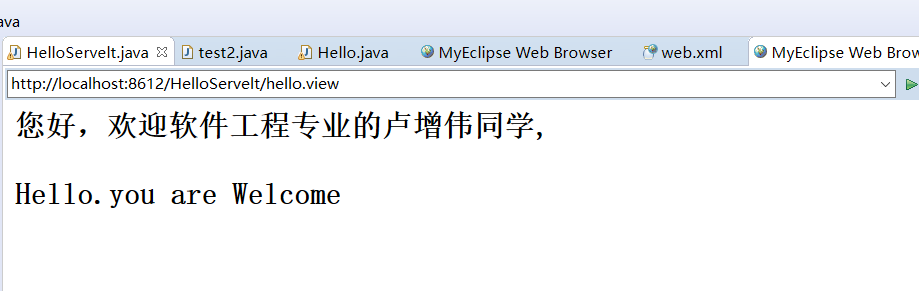 ava
HelloServelt.java
test2.java
Hello.java
MyEclipse Web Browser
web.xml
MyEclipse Web Brow
http://localhost:8612/HelloServelt/hello.view
您好，欢迎软件工程专业的卢增伟同学,
Hello.you are Welcome